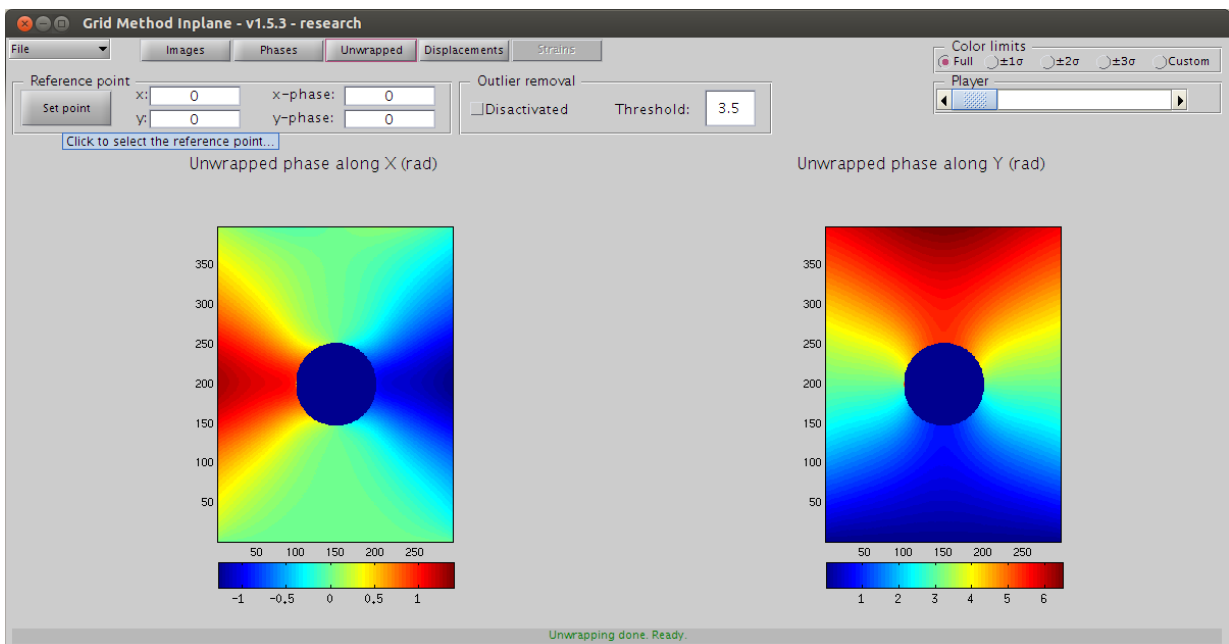 Grid Method Inplane - v1.5.3 - research
File Images Phases Unwrapped Displacements Strains
Color limits
Full ±1σ ±2σ ±3σ Custom
Reference point
Set point
x: 0 x-phase: 0
y: 0 y-phase: 0
Outlier removal
Disactivated Threshold: 3.5
Player
Click to select the reference point...
Unwrapped phase along X (rad)
350
300
250
200
150
100
50
50 100 150 200 250
-1 -0.5 0 0.5 1
Unwrapped phase along Y (rad)
350
300
250
200
150
100
50
50 100 150 200 250
1 2 3 4 5 6
Unwrapping done. Ready.